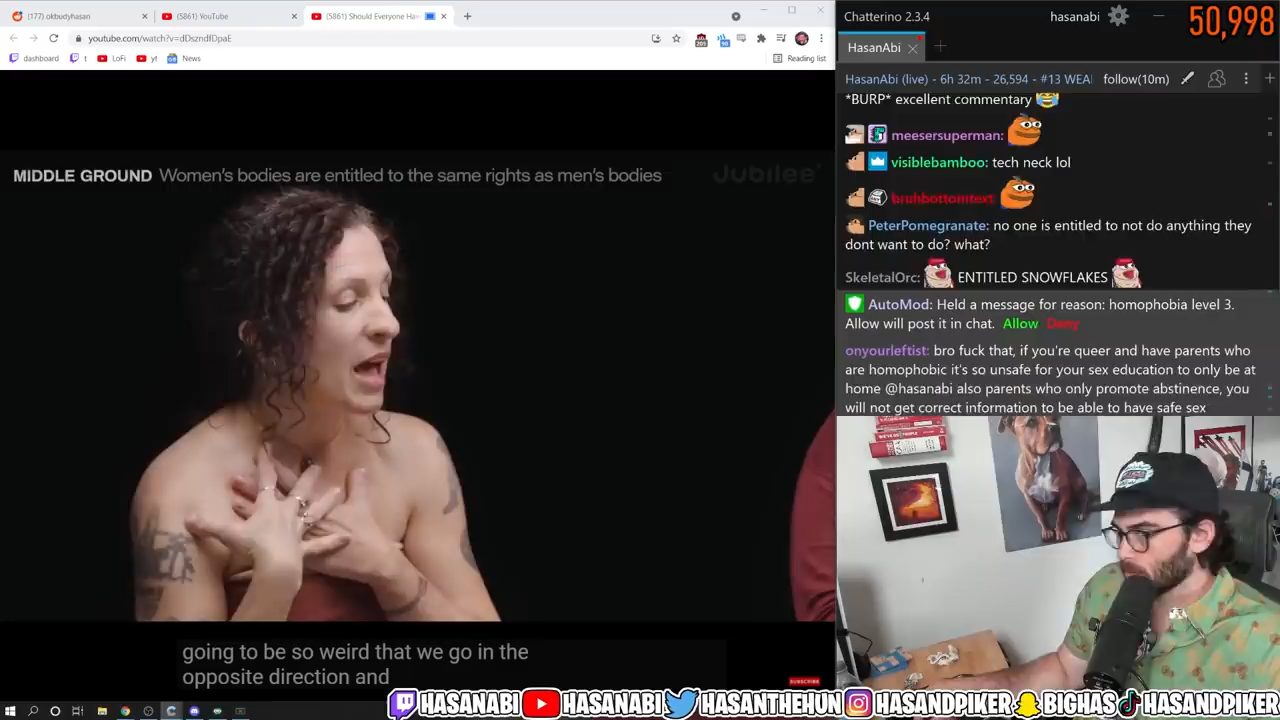 (177) okbudyhasan
(5861) YouTube
(5861) Should Everyone Hav
youtube.com/watch?v=dDszndfDpaE
dashboard
t
LoFi
y!
News
Reading list
MIDDLE GROUND Women's bodies are entitled to the same rights as men's bodies
Jubilee
going to be so weird that we go in the
opposite direction and
SUBSCRIBE
Chatterino 2.3.4
hasanabi
50,998
HasanAbi
HasanAbi (live) - 6h 32m - 26,594 - #13 WEA
follow(10m)
*BURP* excellent commentary
meesersuperman:
visiblebamboo: tech neck lol
bruhbottomtext
PeterPomegranate: no one is entitled to not do anything they
dont want to do? what?
SkeletalOrc: ENTITLED SNOWFLAKES
AutoMod: Held a message for reason: homophobia level 3.
Allow will post it in chat. Allow Deny
onyourleftist: bro fuck that, if you're queer and have parents who
are homophobic it's so unsafe for your sex education to only be at
home @hasanabi also parents who only promote abstinence, you
will not get correct information to be able to have safe sex
HASANABI HASANABI HASANTHEHUN HASANDPIKER BIGHAS HASANDPIKER